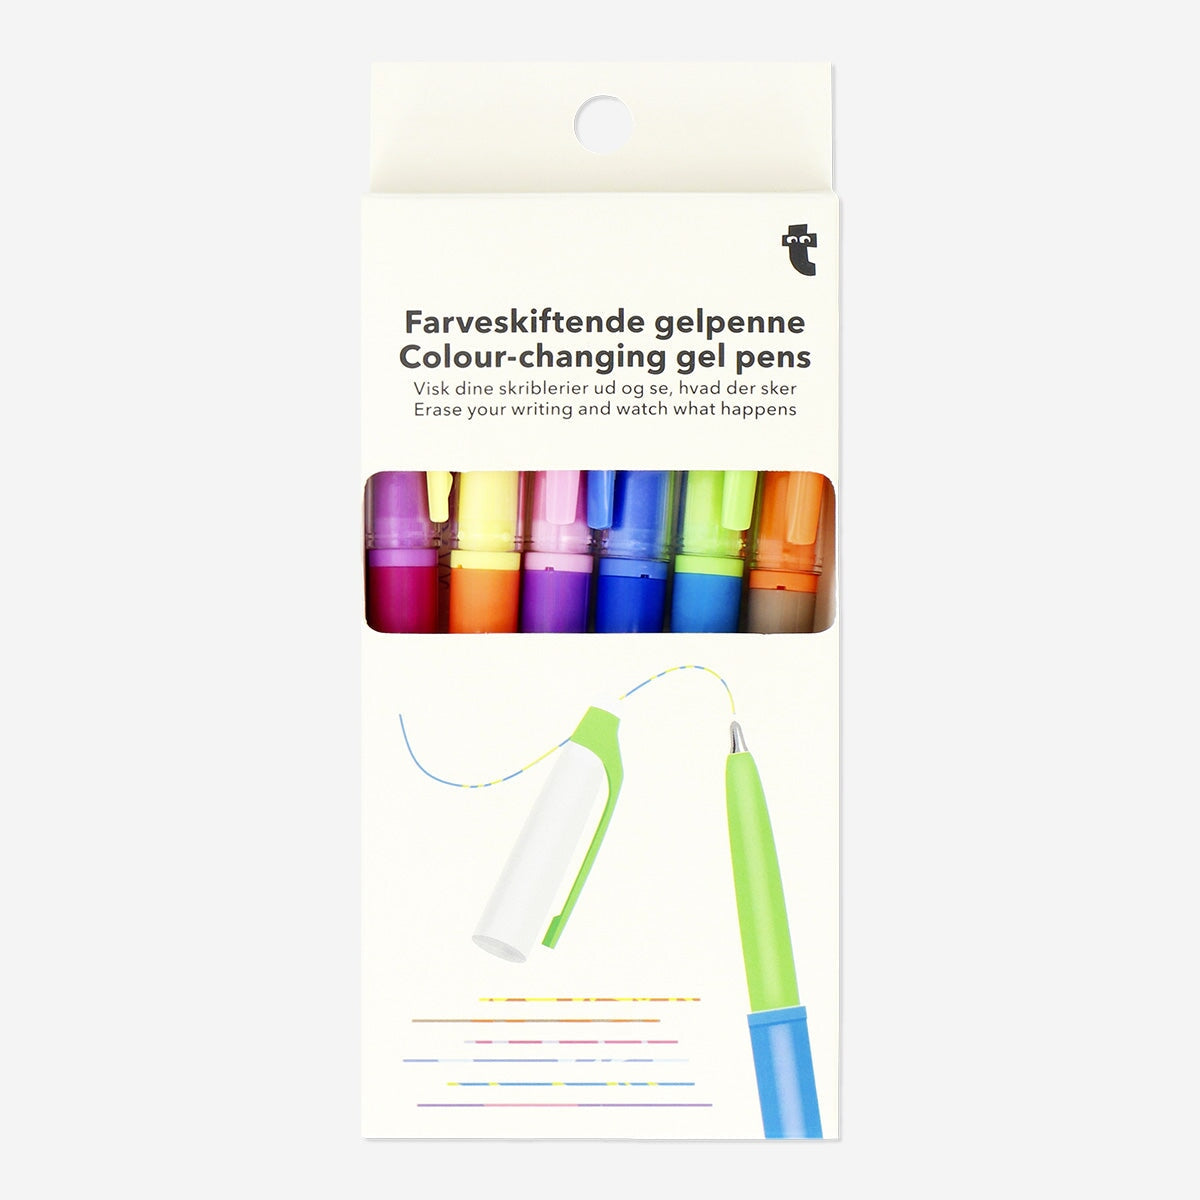 t
Farveskiftende gelpenne
Colour-changing gel pens
Visk dine skriblerier ud og se, hvad der sker
Erase your writing and watch what happens